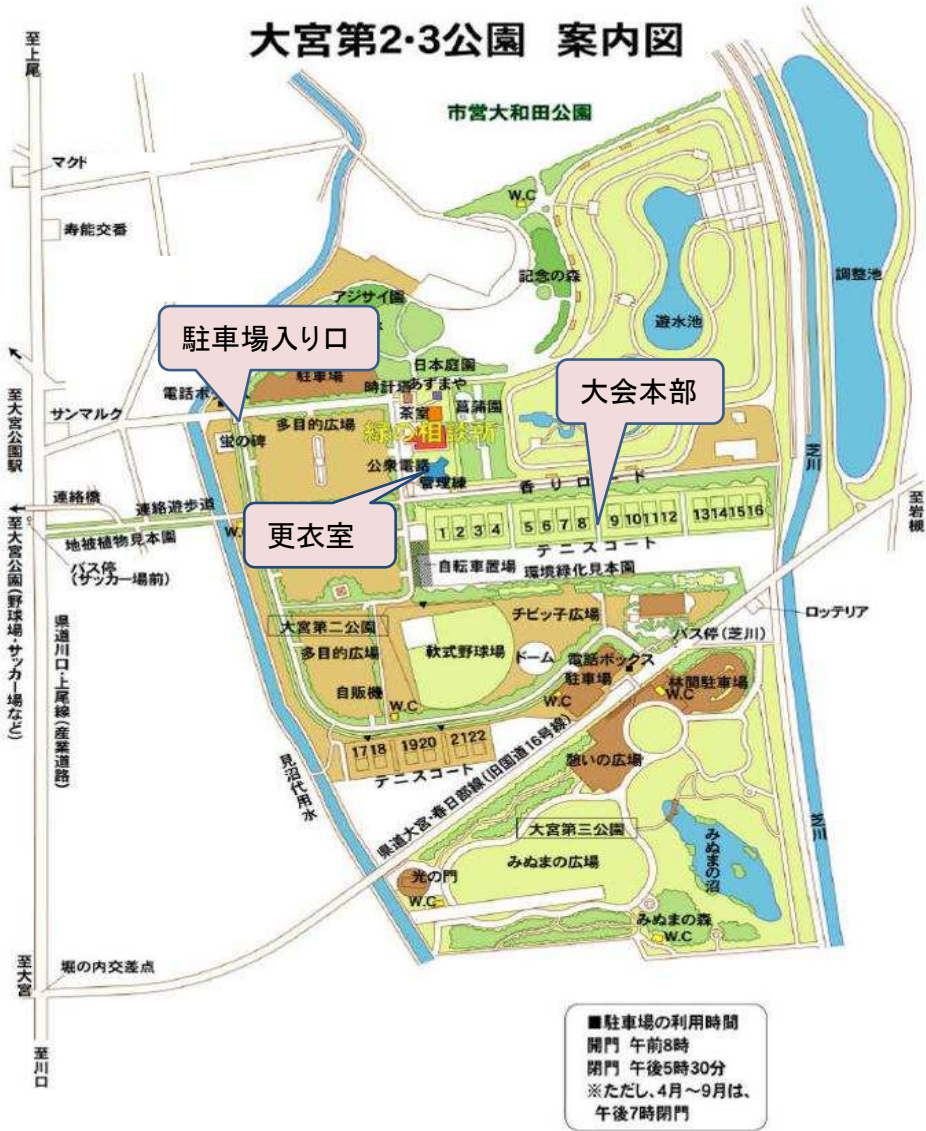 大宮第2・3公園 案内図
至上尾
市営大和田公園
マクド
寿能交番
W.C
記念の森
調整池
遊水池
アジサイ園
駐車場入り口
日本庭園
大会本部
駐車場
時計塔
あずまや
電話ボ
茶室
菖蒲園
サンマルク
多目的広場
緑の相談所
蛍の碑
公衆電話
管理棟
香りロード
芝川
至大宮公園駅
連絡橋
連絡遊歩道
更衣室
W.C
地被植物見本園
1 2 3 4
5 6 7 8
9 10 11 12
13 14 15 16
テニスコート
至岩槻
バス停
(サッカー場前)
自転車置場
環境緑化見本園
至大宮公園(野球場・サッカー場など)
県道川口・上尾線(産業道路)
大宮第二公園
チビッ子広場
ロッテリア
多目的広場
軟式野球場
ドーム
電話ボックス
バス停(芝川)
駐車場
林間駐車場
自販機
W.C
W.C
W.C
17 18
19 20
21 22
テニスコート
憩いの広場
見沼代用水
県道大宮・春日部線(旧国道16号線)
大宮第三公園
みぬまの広場
みぬまの沼
芝川
光の門
W.C
みぬまの森
W.C
至大宮
堀の内交差点
至川口
■駐車場の利用時間
開門 午前8時
閉門 午後5時30分
※ただし、4月～9月は、
午後7時閉門